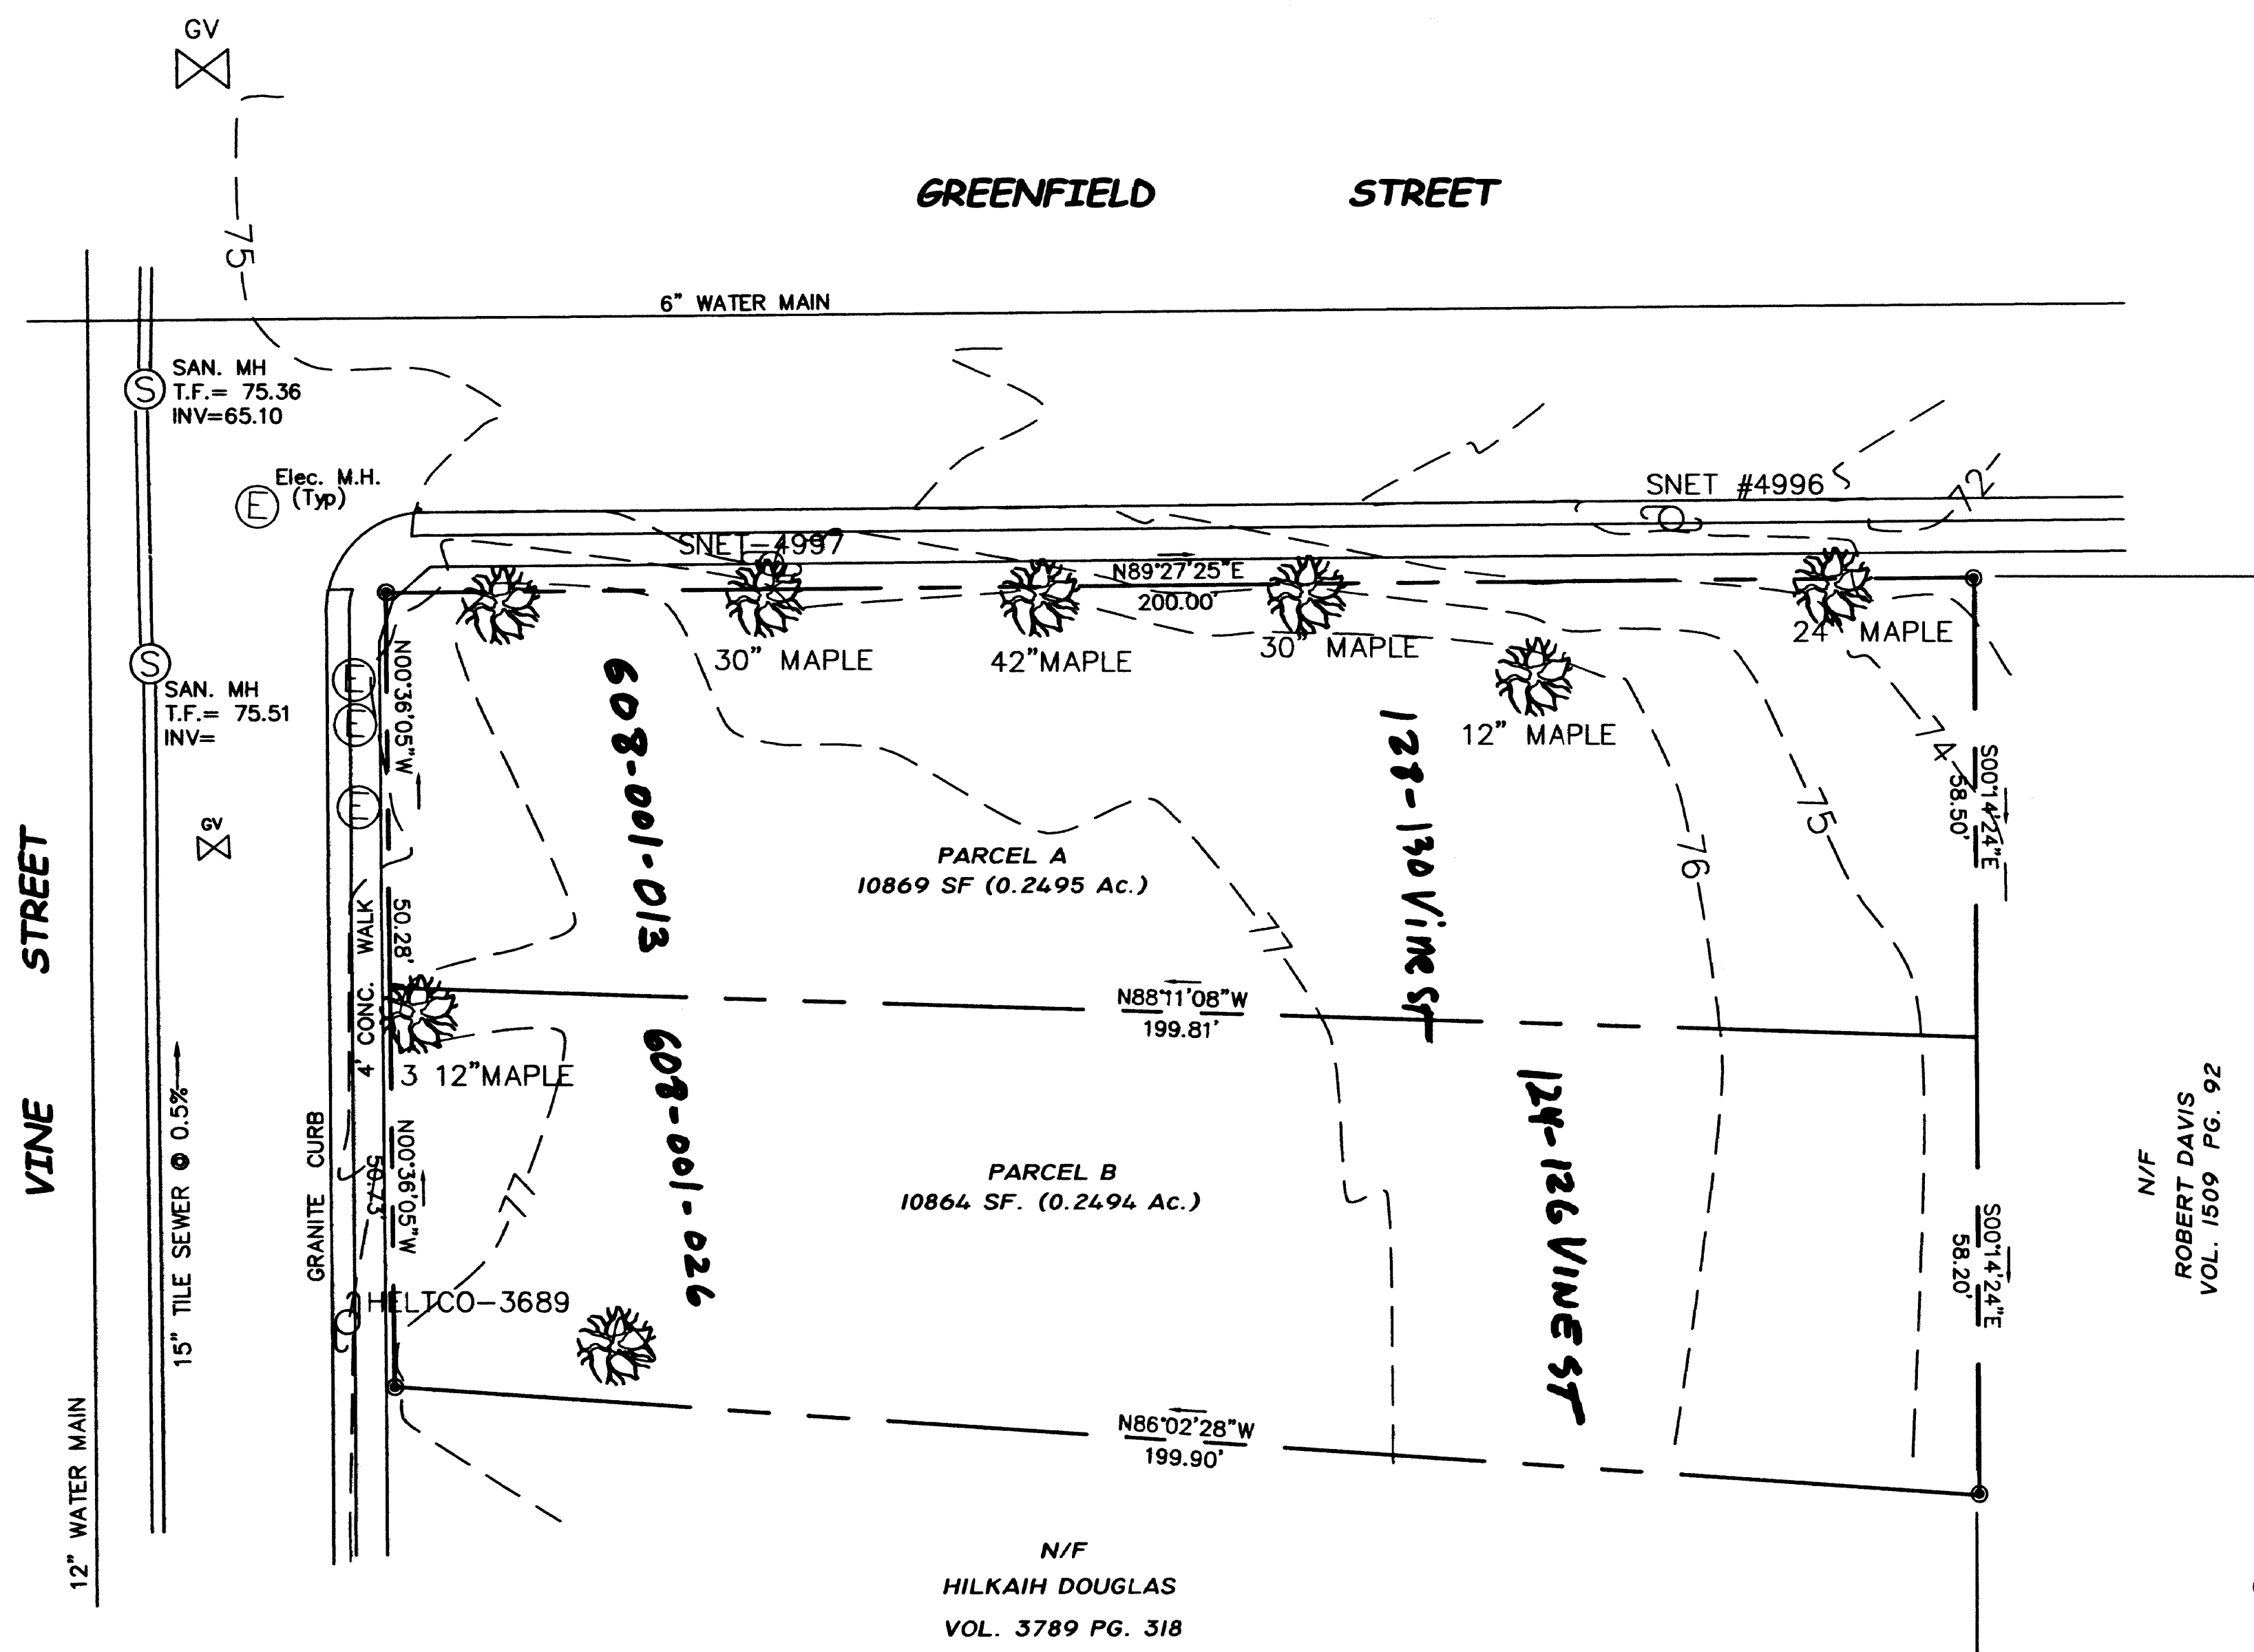 GV
GREENFIELD STREET
75
6" WATER MAIN
SAN. MH
T.F.= 75.36
INV=65.10
S
Elec. M.H.
(Typ)
E
SNET #4996
72
SNET-4997
N89°27'25"E
200.00'
30" MAPLE
42"MAPLE
30" MAPLE
24" MAPLE
12" MAPLE
S
SAN. MH
T.F.= 75.51
INV=
E
E
E
N00°36'05"W
50.28'
GV
608-001-013
128-130 Vine ST
74
75
76
77
S00°14'24"E
58.50'
PARCEL A
10869 SF (0.2495 Ac.)
VINE STREET
4' CONC. WALK
N88°11'08"W
199.81'
3 12"MAPLE
608-001-026
124-126 VINE ST
15" TILE SEWER @ 0.5%
GRANITE CURB
N00°36'05"W
50.73'
77
PARCEL B
10864 SF. (0.2494 Ac.)
S00°14'24"E
58.20'
N/F
ROBERT DAVIS
VOL. 1509 PG. 92
HELTCO-3689
12" WATER MAIN
N86°02'28"W
199.90'
N/F
HILKAIH DOUGLAS
VOL. 3789 PG. 318